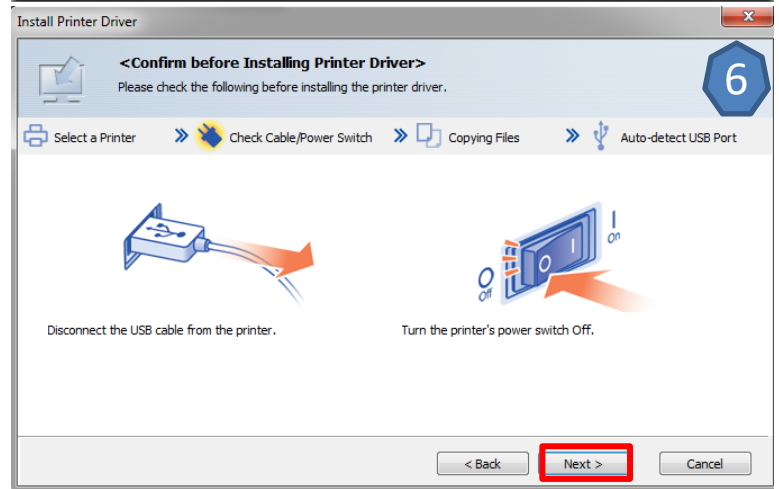 Install Printer Driver
x
<Confirm before Installing Printer Driver>
Please check the following before installing the printer driver.
6
Select a Printer » Check Cable/Power Switch » Copying Files » Auto-detect USB Port
On
Off
Disconnect the USB cable from the printer.
Turn the printer's power switch Off.
< Back Next > Cancel